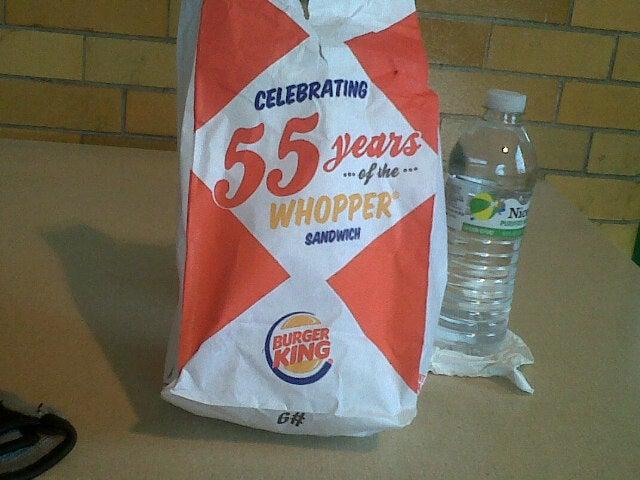 CELEBRATING
55 years
... of the ...
WHOPPER®
SANDWICH
BURGER
KING
6#